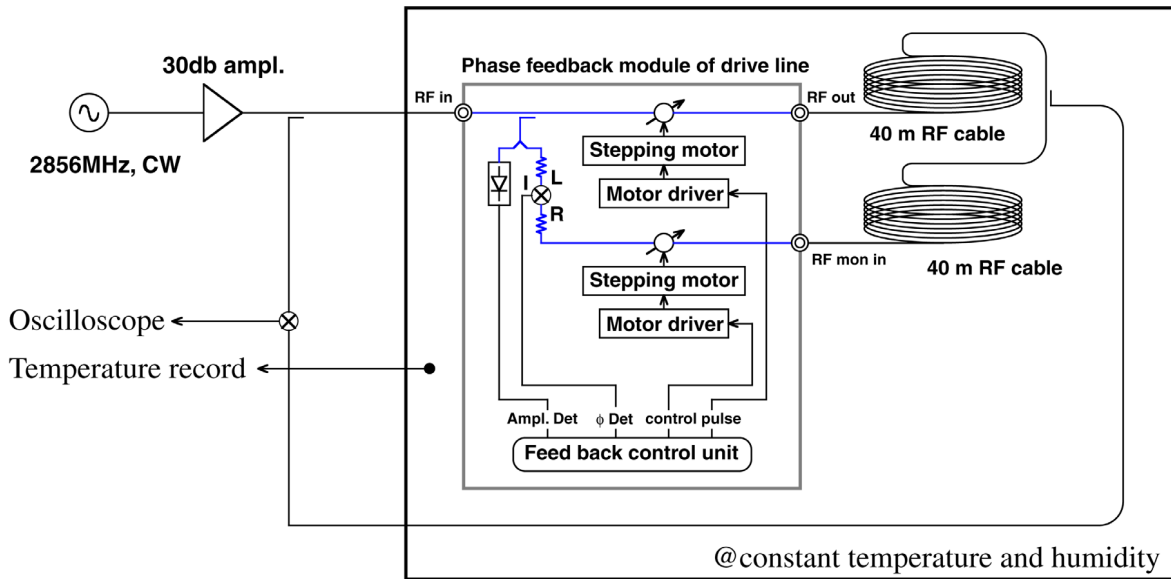 30db ampl.
2856MHz, CW
Phase feedback module of drive line
RF in
RF out
40 m RF cable
Stepping motor
Motor driver
I
L
R
RF mon in
40 m RF cable
Stepping motor
Motor driver
Oscilloscope
Temperature record
Ampl. Det
ϕ Det
control pulse
Feed back control unit
@constant temperature and humidity